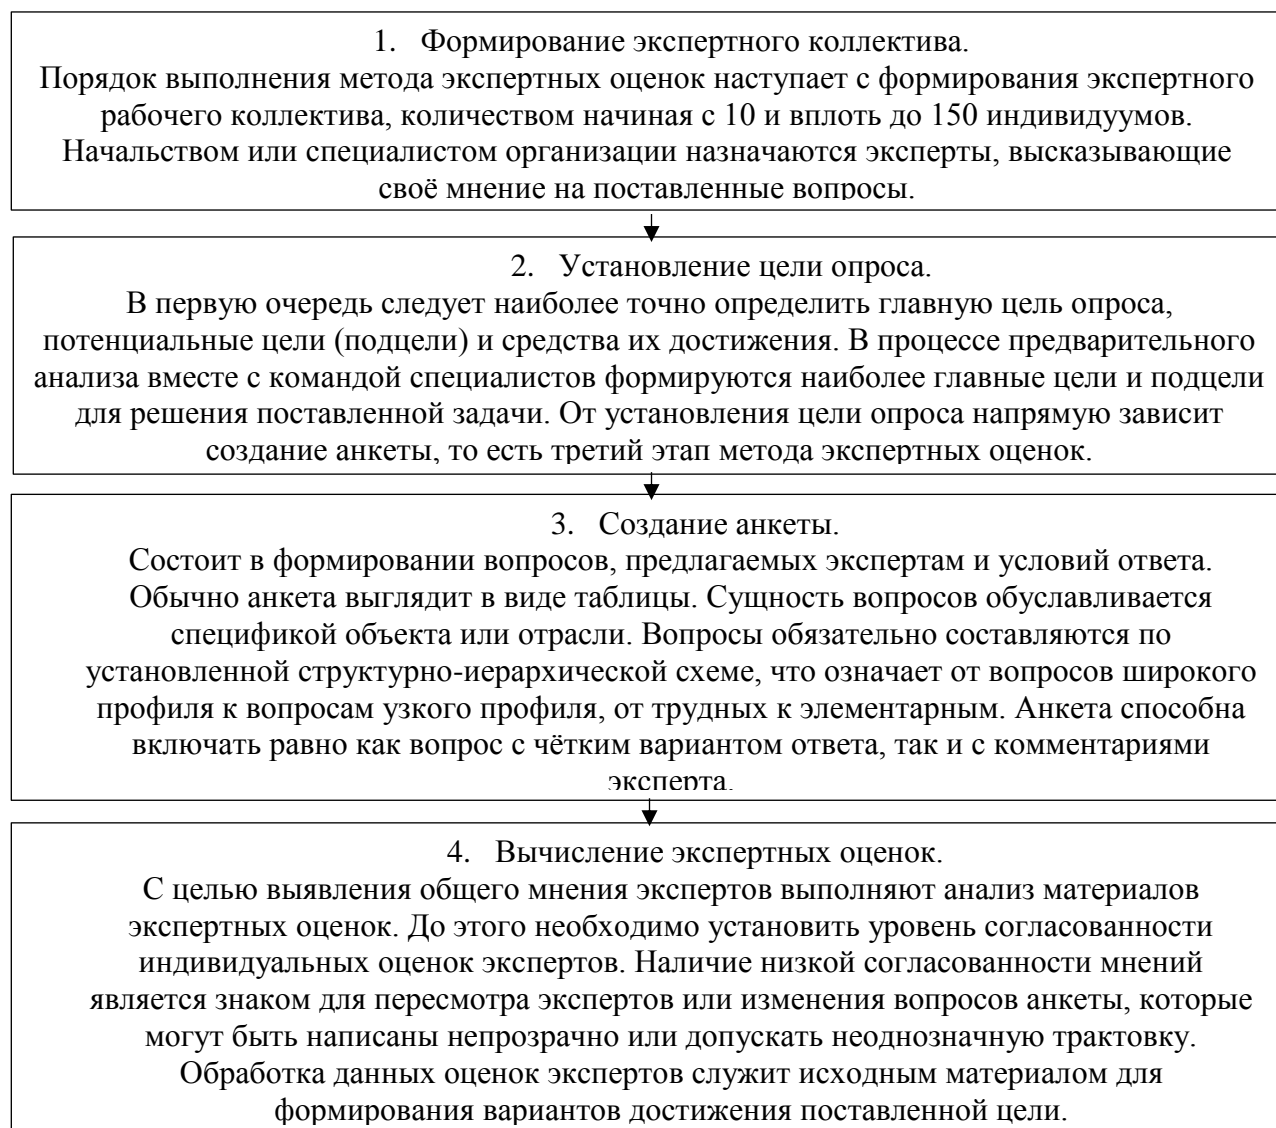 1. Формирование экспертного коллектива.
Порядок выполнения метода экспертных оценок наступает с формирования экспертного
рабочего коллектива, количеством начиная с 10 и вплоть до 150 индивидуумов.
Начальством или специалистом организации назначаются эксперты, высказывающие
своё мнение на поставленные вопросы.
2. Установление цели опроса.
В первую очередь следует наиболее точно определить главную цель опроса,
потенциальные цели (подцели) и средства их достижения. В процессе предварительного
анализа вместе с командой специалистов формируются наиболее главные цели и подцели
для решения поставленной задачи. От установления цели опроса напрямую зависит
создание анкеты, то есть третий этап метода экспертных оценок.
3. Создание анкеты.
Состоит в формировании вопросов, предлагаемых экспертам и условий ответа.
Обычно анкета выглядит в виде таблицы. Сущность вопросов обуславливается
спецификой объекта или отрасли. Вопросы обязательно составляются по
установленной структурно-иерархической схеме, что означает от вопросов широкого
профиля к вопросам узкого профиля, от трудных к элементарным. Анкета способна
включать равно как вопрос с чётким вариантом ответа, так и с комментариями
эксперта.
4. Вычисление экспертных оценок.
С целью выявления общего мнения экспертов выполняют анализ материалов
экспертных оценок. До этого необходимо установить уровень согласованности
индивидуальных оценок экспертов. Наличие низкой согласованности мнений
является знаком для пересмотра экспертов или изменения вопросов анкеты, которые
могут быть написаны непрозрачно или допускать неоднозначную трактовку.
Обработка данных оценок экспертов служит исходным материалом для
формирования вариантов достижения поставленной цели.